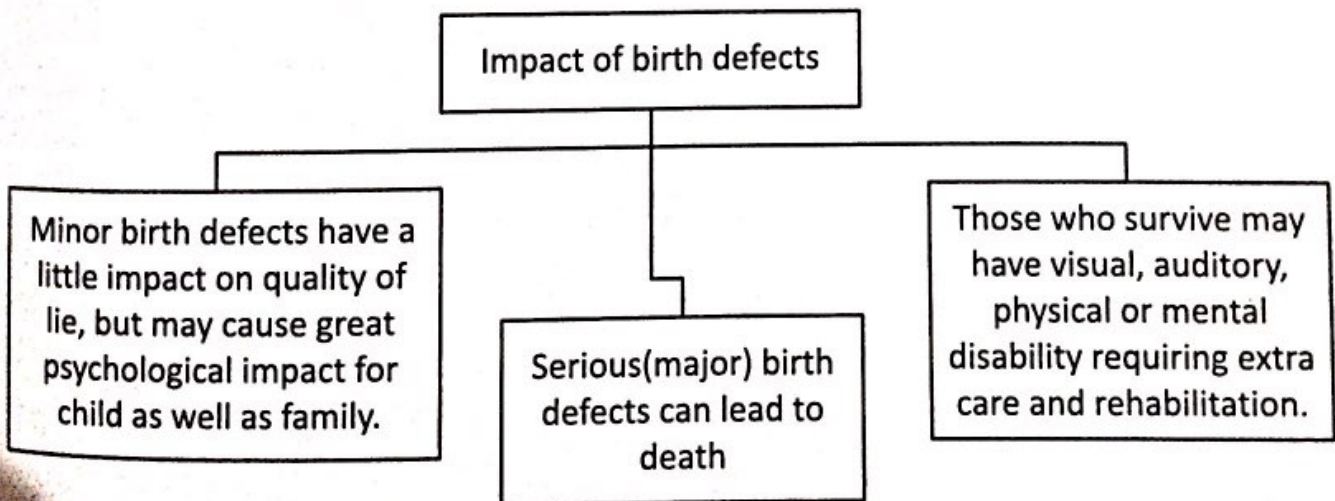 Impact of birth defects
Minor birth defects have a
little impact on quality of
lie, but may cause great
psychological impact for
child as well as family.
Serious(major) birth
defects can lead to
death
Those who survive may
have visual, auditory,
physical or mental
disability requiring extra
care and rehabilitation.